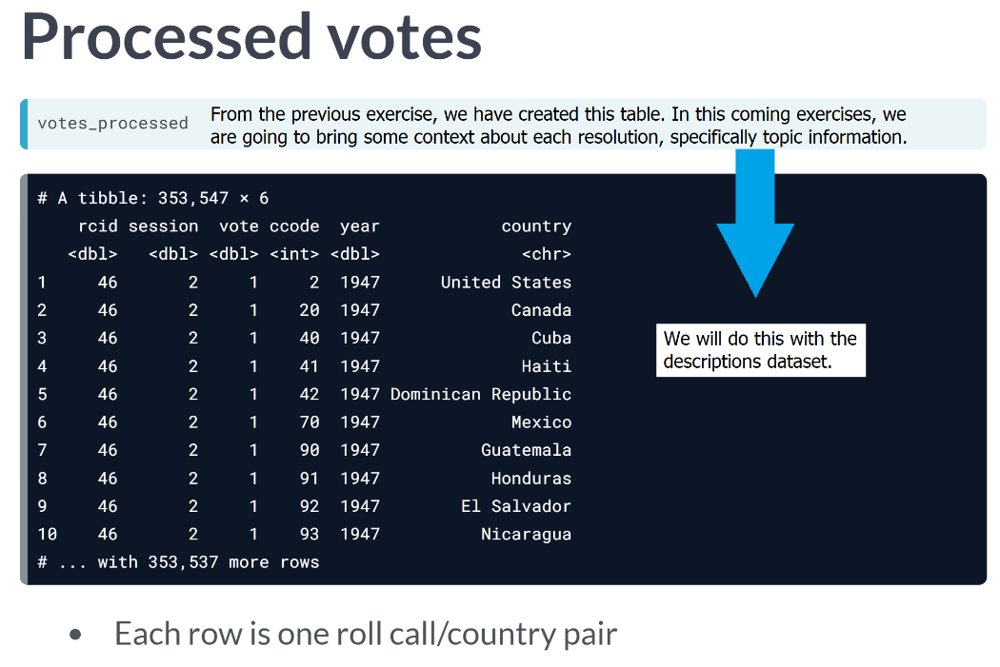 Processed votes
votes_processed
From the previous exercise, we have created this table. In this coming exercises, we
are going to bring some context about each resolution, specifically topic information.
# A tibble: 353,547 × 6
rcid session vote ccode year country
<dbl> <dbl> <dbl> <int> <dbl> <chr>
1 46 2 1 2 1947 United States
2 46 2 1 20 1947 Canada
3 46 2 1 40 1947 Cuba
4 46 2 1 41 1947 Haiti
5 46 2 1 42 1947 Dominican Republic
6 46 2 1 70 1947 Mexico
7 46 2 1 90 1947 Guatemala
8 46 2 1 91 1947 Honduras
9 46 2 1 92 1947 El Salvador
10 46 2 1 93 1947 Nicaragua
# ... with 353,537 more rows
We will do this with the
descriptions dataset.
• Each row is one roll call/country pair